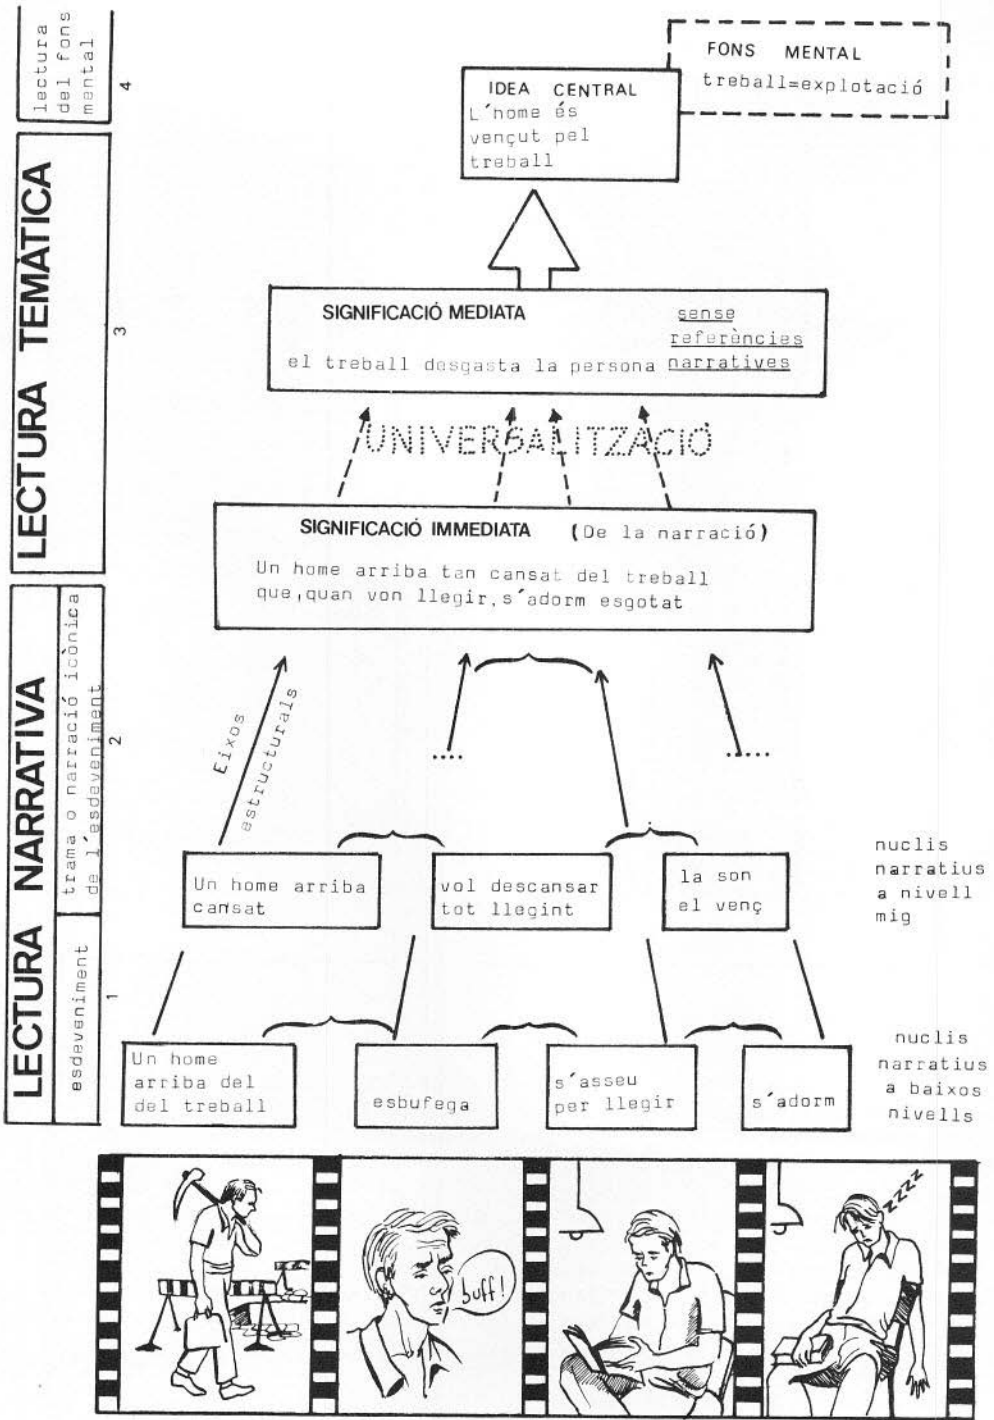 lectura
del fons
mental
4
FONS MENTAL
treball=explotació
IDEA CENTRAL
L´home és
vençut pel
treball
LECTURA TEMÀTICA
3
SIGNIFICACIÓ MEDIATA
sense
referències
el treball desgasta la persona narratives
UNIVERSALITZACIÓ
SIGNIFICACIÓ IMMEDIATA (De la narració)
Un home arriba tan cansat del treball
que,quan von llegir,s´adorm esgotat
LECTURA NARRATIVA
trama o narració icònica
de l´esdeveniment
2
Eixos
estructurals
....
.....
Un home arriba
cansat
vol descansar
tot llegint
la son
el venç
nuclis
narratius
a nivell
mig
esdeveniment
1
Un home
arriba del
del treball
esbufega
s´asseu
per llegir
s´adorm
nuclis
narratius
a baixos
nivells
buff!
zzzz